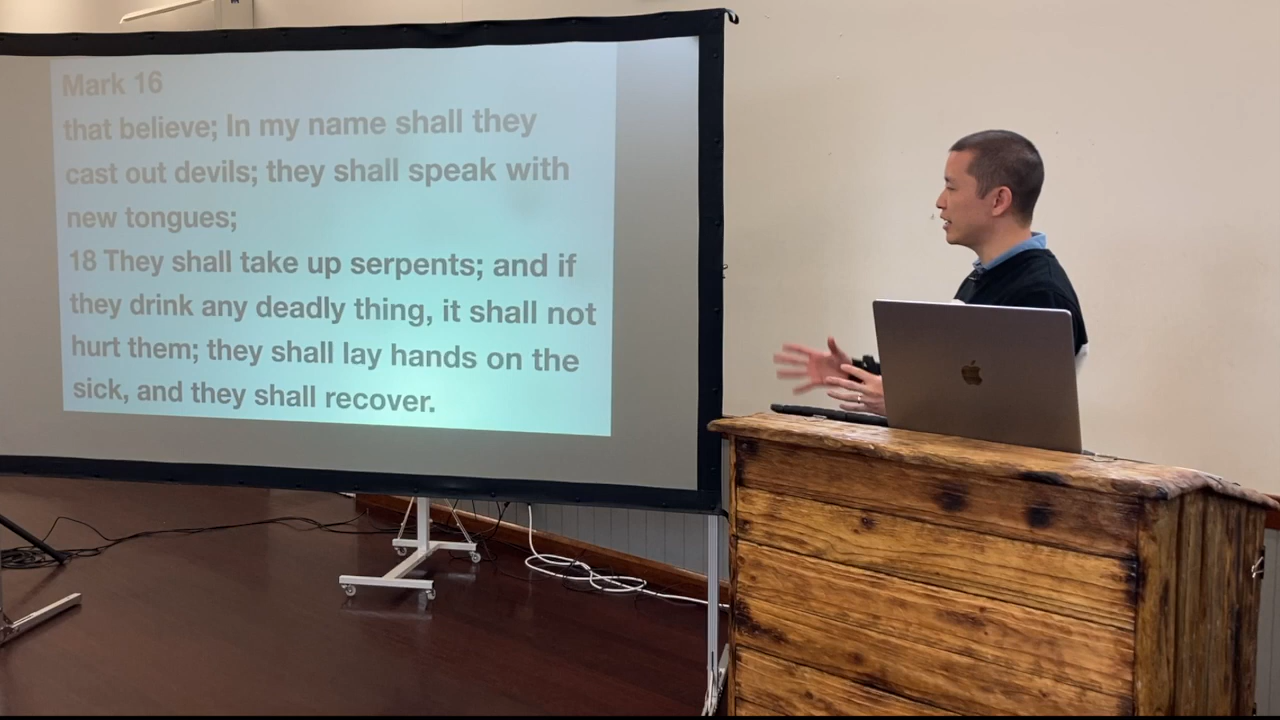 Mark 16
that believe; In my name shall they
cast out devils; they shall speak with
new tongues;
18 They shall take up serpents; and if
they drink any deadly thing, it shall not
hurt them; they shall lay hands on the
sick, and they shall recover.